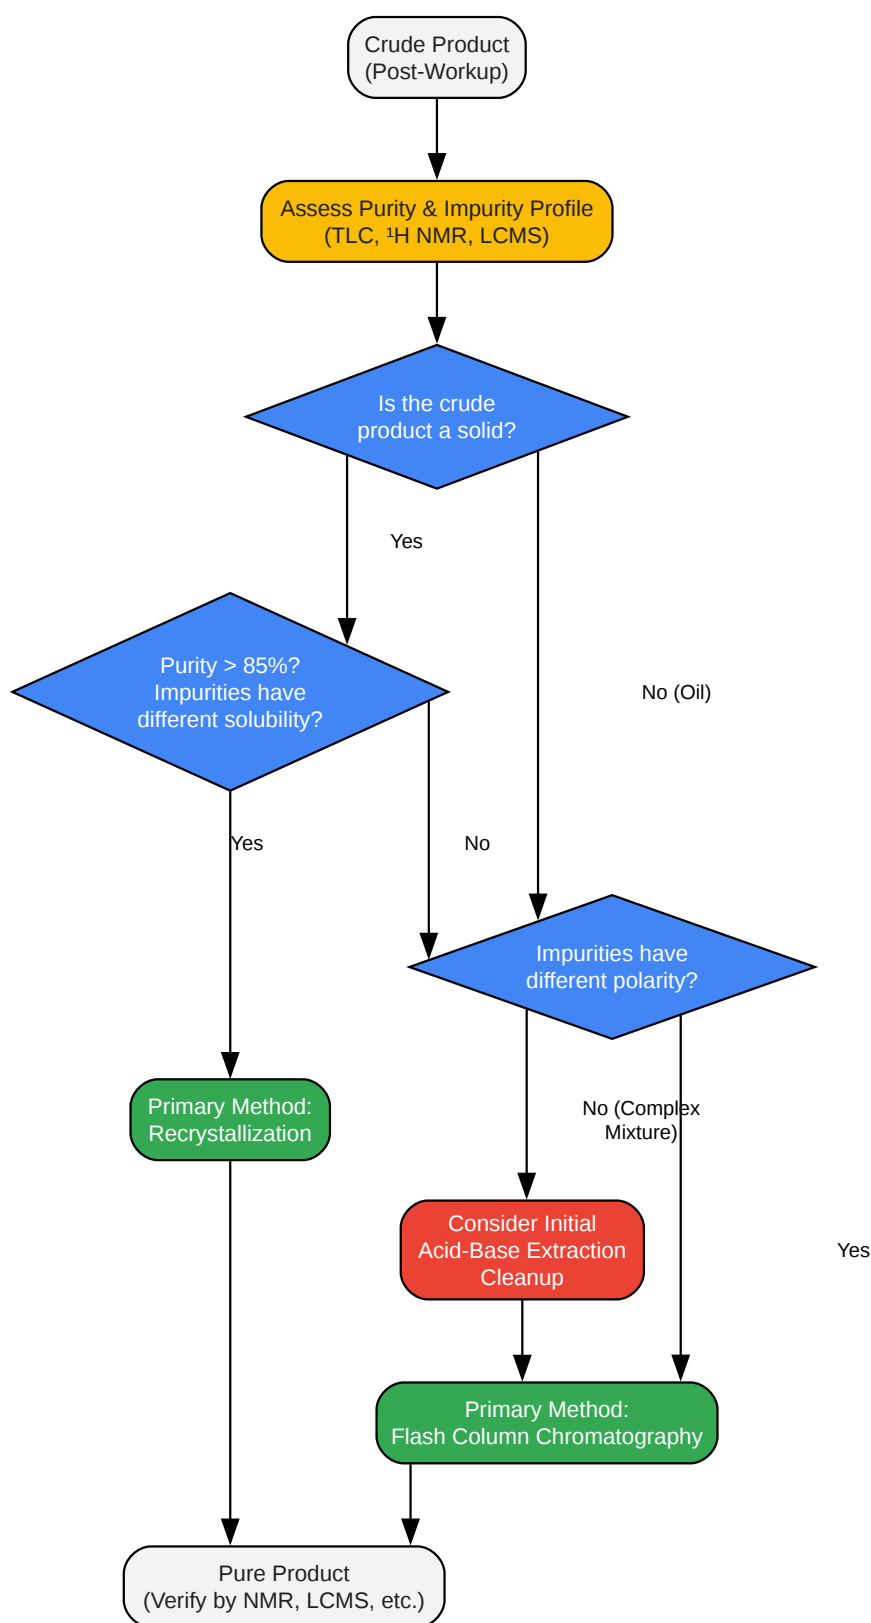 Crude Product
(Post-Workup)
Assess Purity & Impurity Profile
(TLC, ¹H NMR, LCMS)
Is the crude
product a solid?
Yes
Purity > 85%?
Impurities have
different solubility?
No (Oil)
Yes
No
Impurities have
different polarity?
Primary Method:
Recrystallization
No (Complex
Mixture)
Consider Initial
Acid-Base Extraction
Cleanup
Yes
Primary Method:
Flash Column Chromatography
Pure Product
(Verify by NMR, LCMS, etc.)